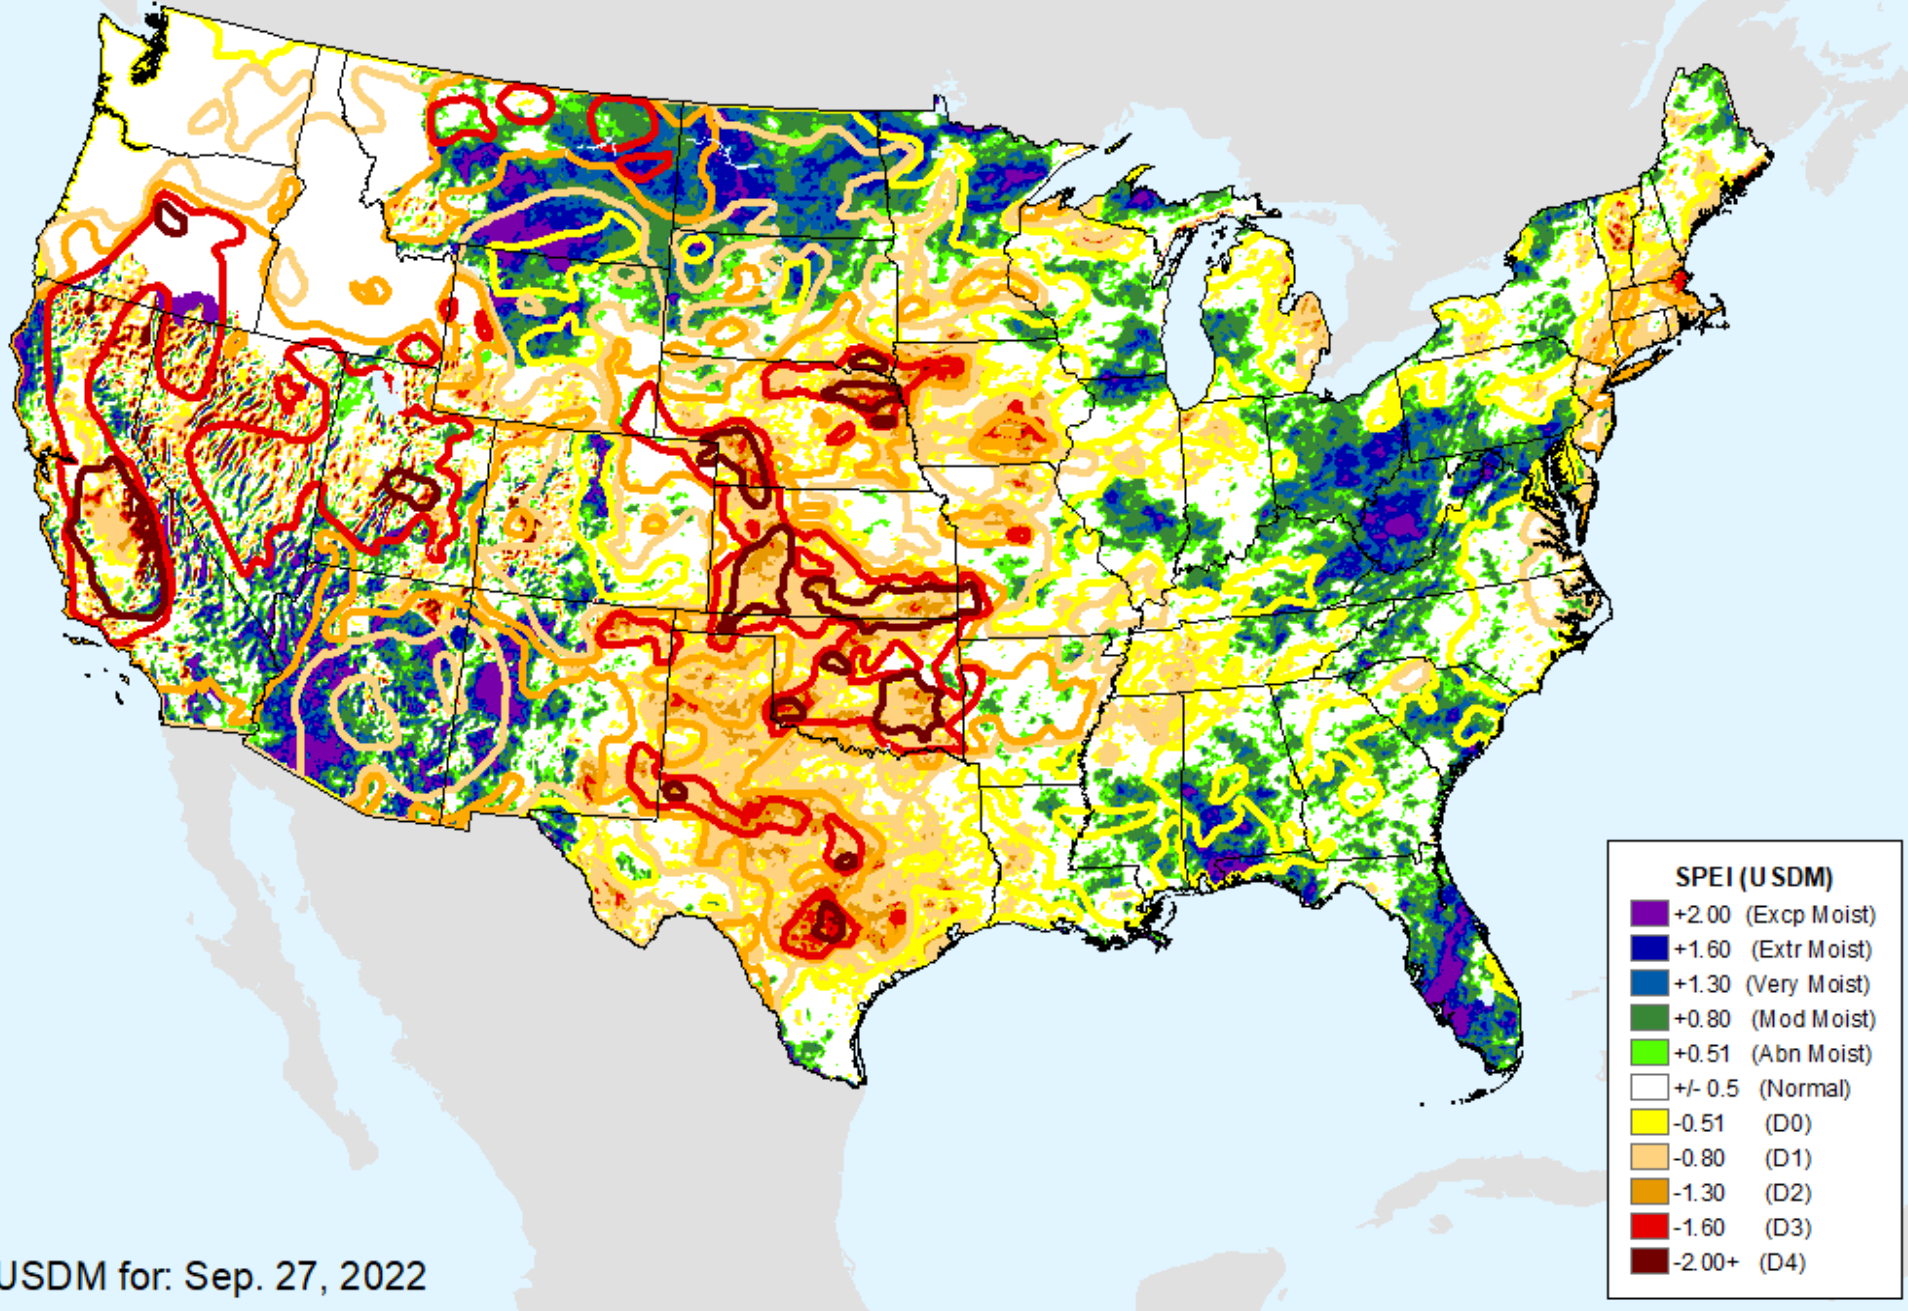 SPEI (USDM)
+2.00 (Excp Moist)
+1.60 (Extr Moist)
+1.30 (Very Moist)
+0.80 (Mod Moist)
+0.51 (Abn Moist)
+/- 0.5 (Normal)
-0.51 (D0)
-0.80 (D1)
-1.30 (D2)
-1.60 (D3)
-2.00+ (D4)
USDM for: Sep. 27, 2022